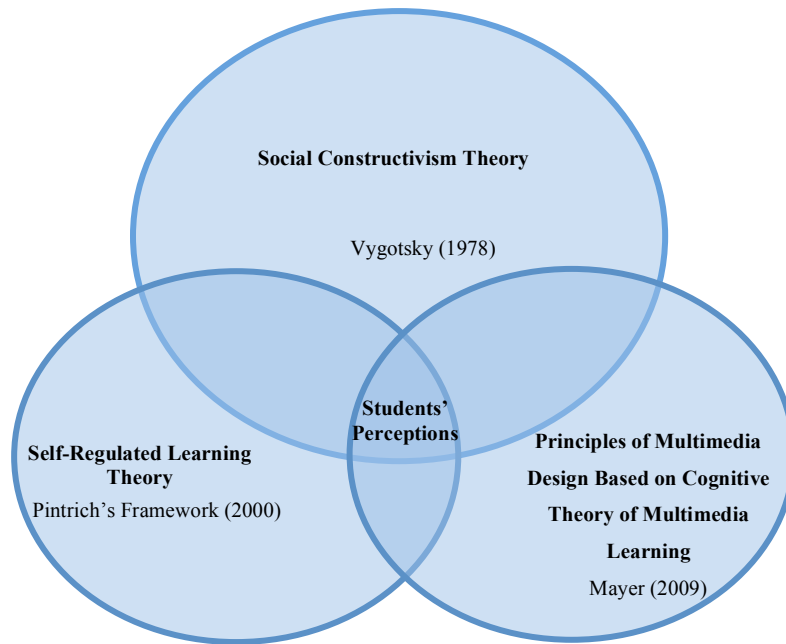 Social Constructivism Theory
Vygotsky (1978)
Students’
Perceptions
Self-Regulated Learning
Theory
Pintrich’s Framework (2000)
Principles of Multimedia
Design Based on Cognitive
Theory of Multimedia
Learning
Mayer (2009)